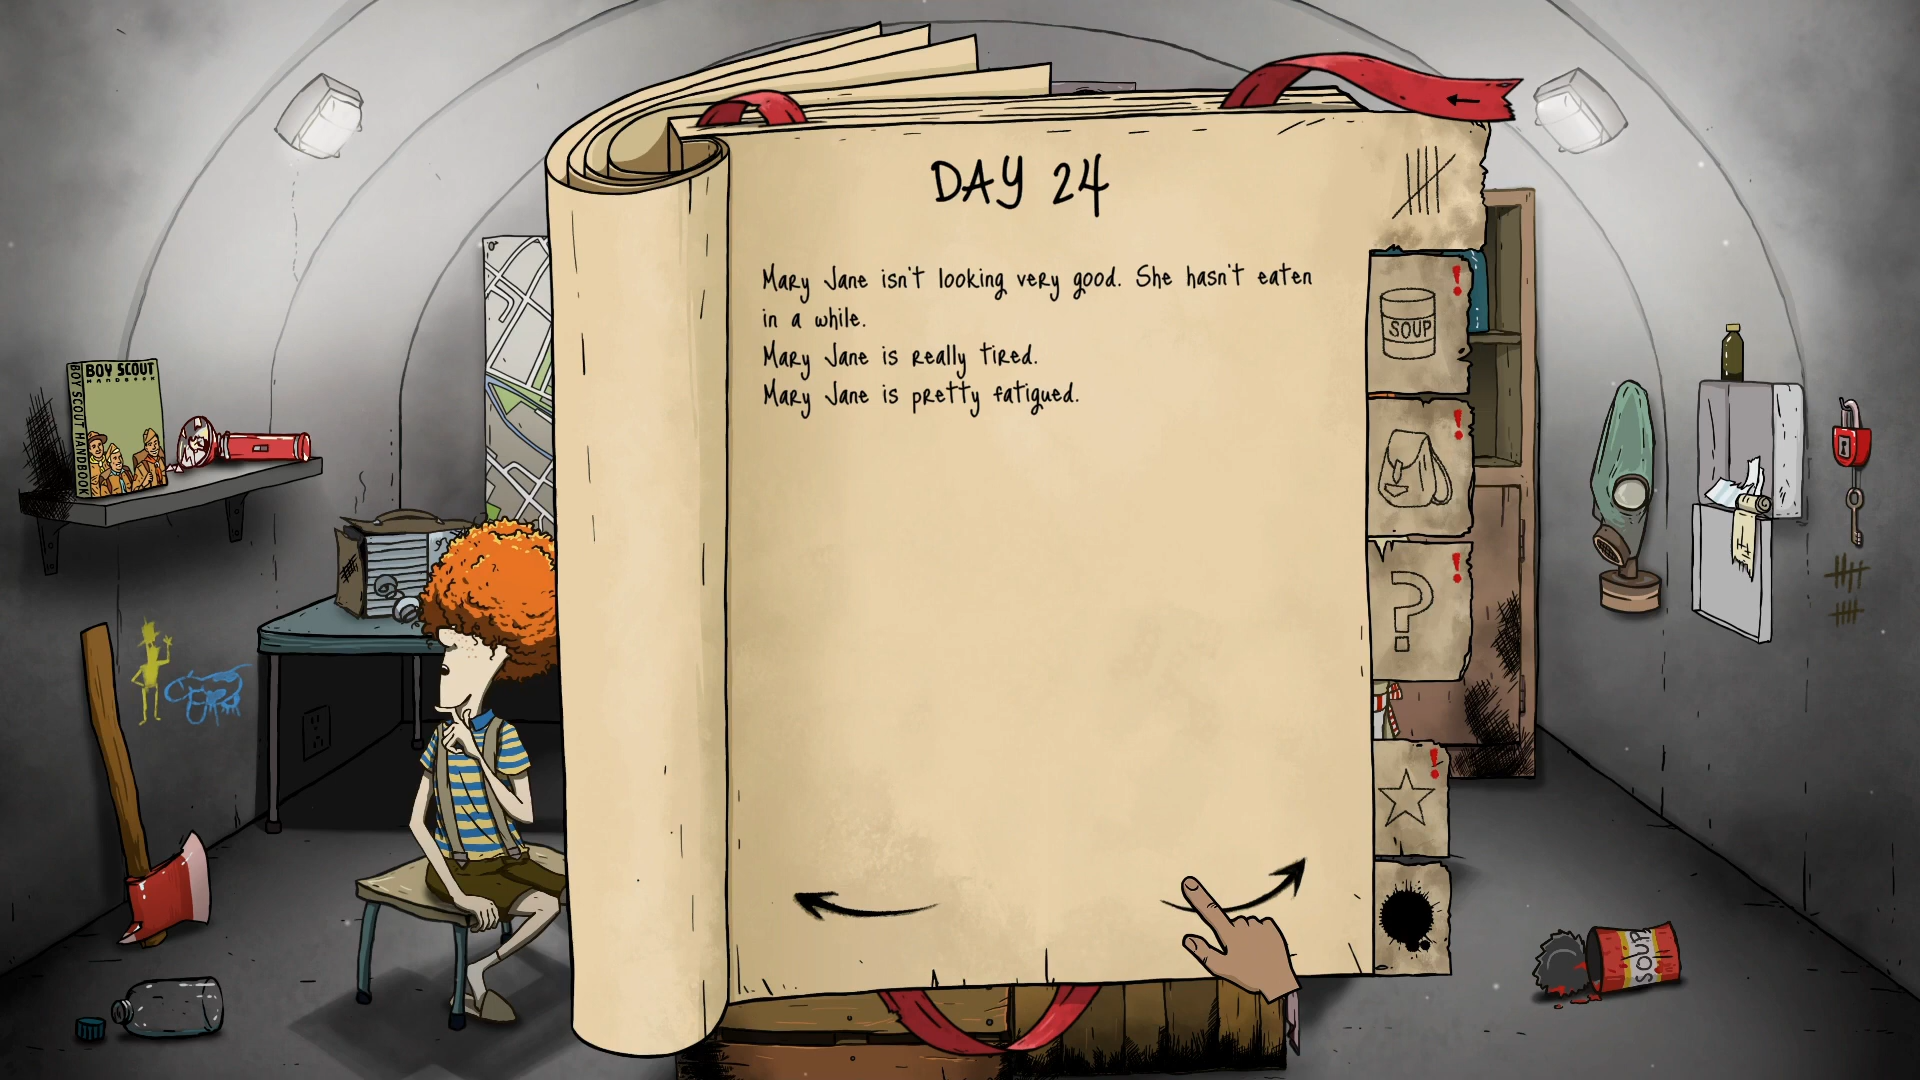 DAY 24
Mary Jane isn't looking very good. She hasn't eaten
in a while.
Mary Jane is really tired.
Mary Jane is pretty fatigued.
BOY SCOUT
HANDBOOK
BOY SCOUT HANDBOOK
SOUP
SOUP